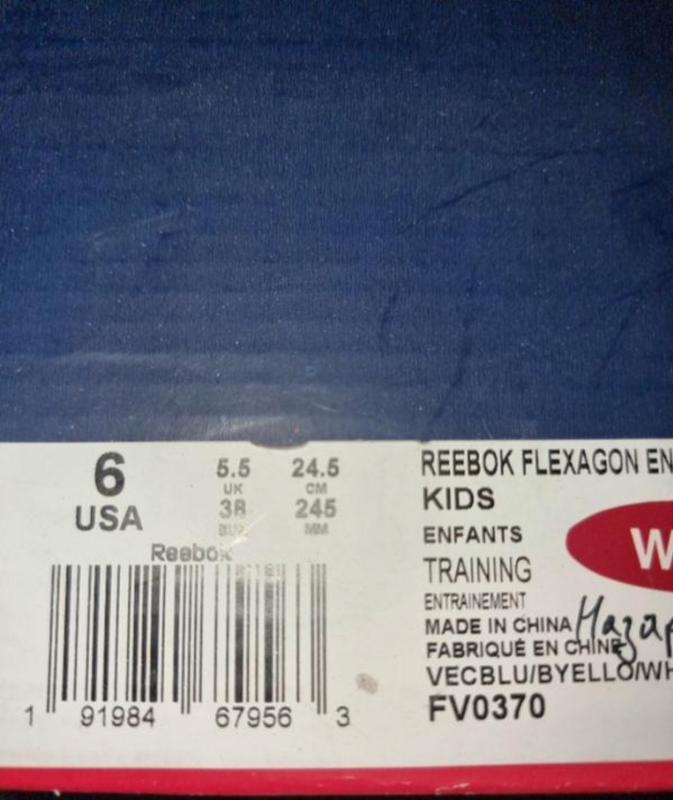 6
USA
5.5
UK
38
EUR
24.5
CM
245
MM
Reebok
1 91984 67956 3
REEBOK FLEXAGON EN
KIDS
ENFANTS
TRAINING
ENTRAINEMENT
MADE IN CHINA
FABRIQUÉ EN CHINE
VECBLU/BYELLO/WH
FV0370
W